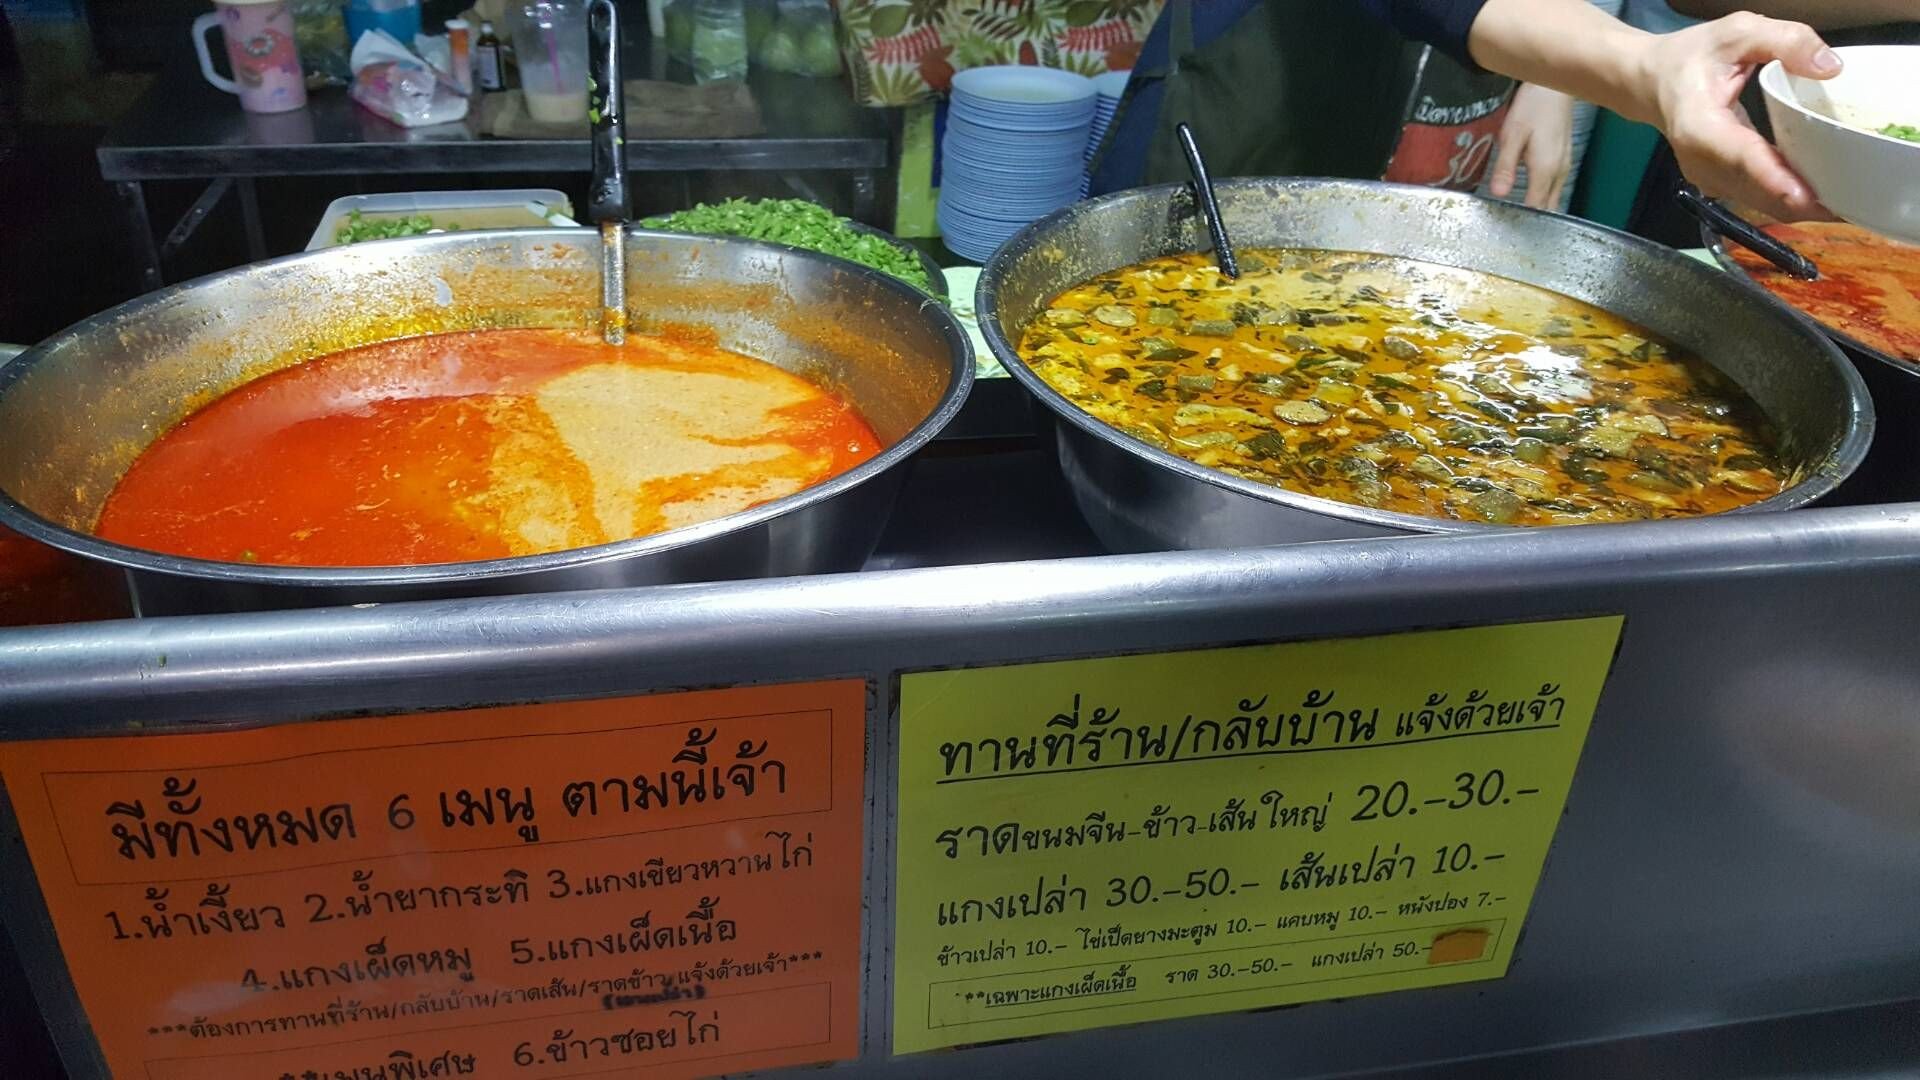 มีทั้งหมด 6 เมนู ตามนี้เจ้า
1.น้ำเงี้ยว 2.น้ำยากระทิ 3.แกงเขียวหวานไก่
4.แกงเผ็ดหมู 5.แกงเผ็ดเนื้อ
***ต้องการทานที่ร้าน/กลับบ้าน/ราดเส้น/ราดข้าว แจ้งด้วยเจ้า***
**เมนูพิเศษ 6.ข้าวซอยไก่
ทานที่ร้าน/กลับบ้าน แจ้งด้วยเจ้า
ราดขนมจีน-ข้าว-เส้นใหญ่ 20.-30.-
แกงเปล่า 30.-50.- เส้นเปล่า 10.-
ข้าวเปล่า 10.- ไข่เป็ดยางมะตูม 10.- แคบหมู 10.- หนังปอง 7.-
**เฉพาะแกงเผ็ดเนื้อ ราด 30.-50.- แกงเปล่า 50.-
30